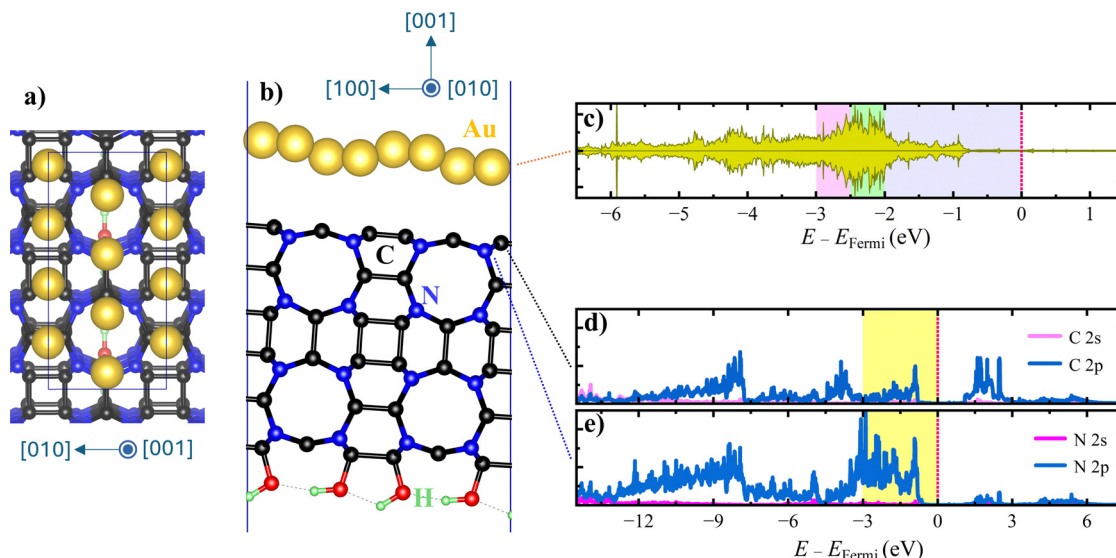 [001]
[100] [010]
a)
b)
Au
C
N
H
[010] [001]
c)
−6 −5 −4 −3 −2 −1 0 1
E – EFermi (eV)
d)
C 2s
C 2p
e)
N 2s
N 2p
−12 −9 −6 −3 0 3 6
E – EFermi (eV)